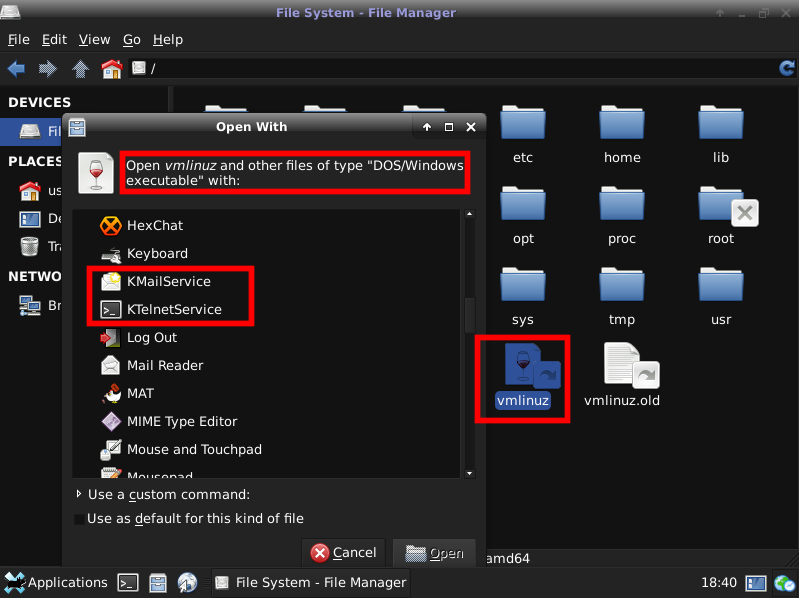 File System - File Manager
File Edit View Go Help
/
DEVICES
Fil
PLACES
us
De
Tra
NETWO
Br
Open With
Open vmlinuz and other files of type "DOS/Windows
executable" with:
HexChat
Keyboard
KMailService
KTelnetService
Log Out
Mail Reader
MAT
MIME Type Editor
Mouse and Touchpad
Mousepad
Use a custom command:
Use as default for this kind of file
Cancel Open
etc home lib
opt proc root
sys tmp usr
vmlinuz vmlinuz.old
amd64
Applications File System - File Manager 18:40